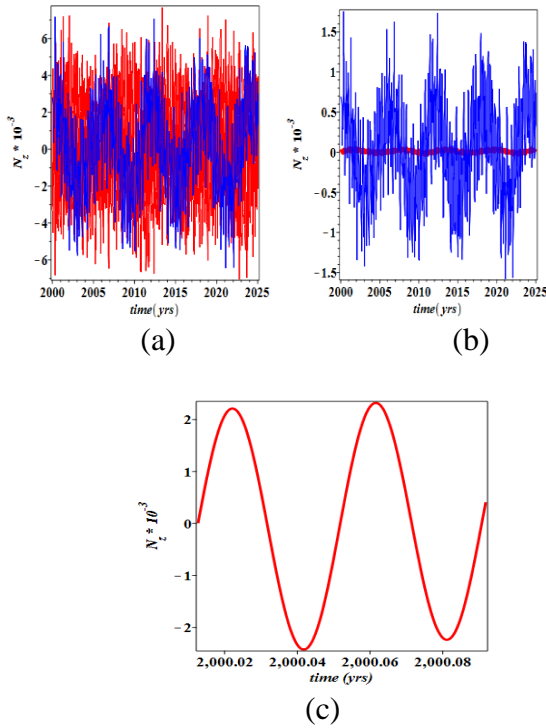 N_z * 10^-3
6
4
2
0
−2
−4
−6
2000 2005 2010 2015 2020 2025
time(yrs)
(a)
N_z * 10^-3
1.5
1
0.5
0
−0.5
−1
−1.5
2000 2005 2010 2015 2020 2025
time(yrs)
(b)
N_z * 10^-3
2
1
0
−1
−2
2,000.02 2,000.04 2,000.06 2,000.08
time (yrs)
(c)